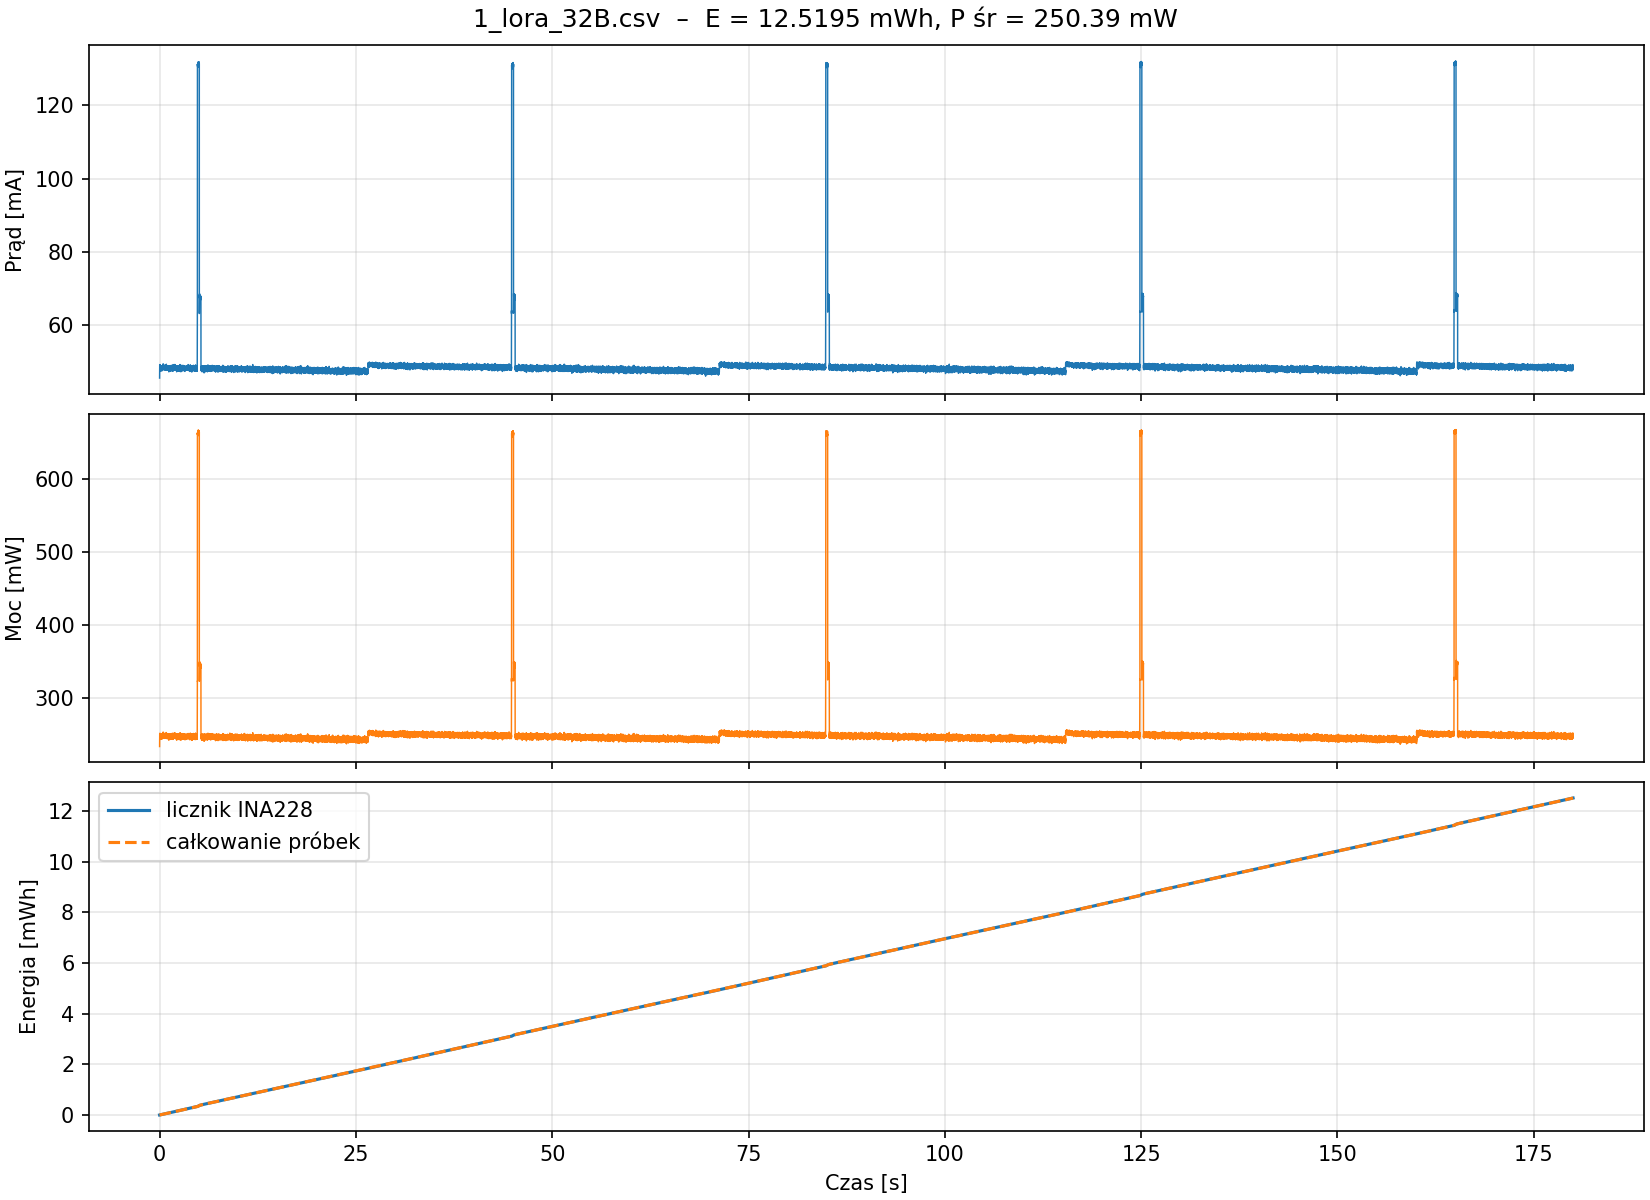 1_lora_32B.csv  –  E = 12.5195 mWh, P śr = 250.39 mW
Prąd [mA]
120
100
80
60
Moc [mW]
600
500
400
300
Energia [mWh]
12
10
8
6
4
2
0
licznik INA228
całkowanie próbek
0 25 50 75 100 125 150 175
Czas [s]